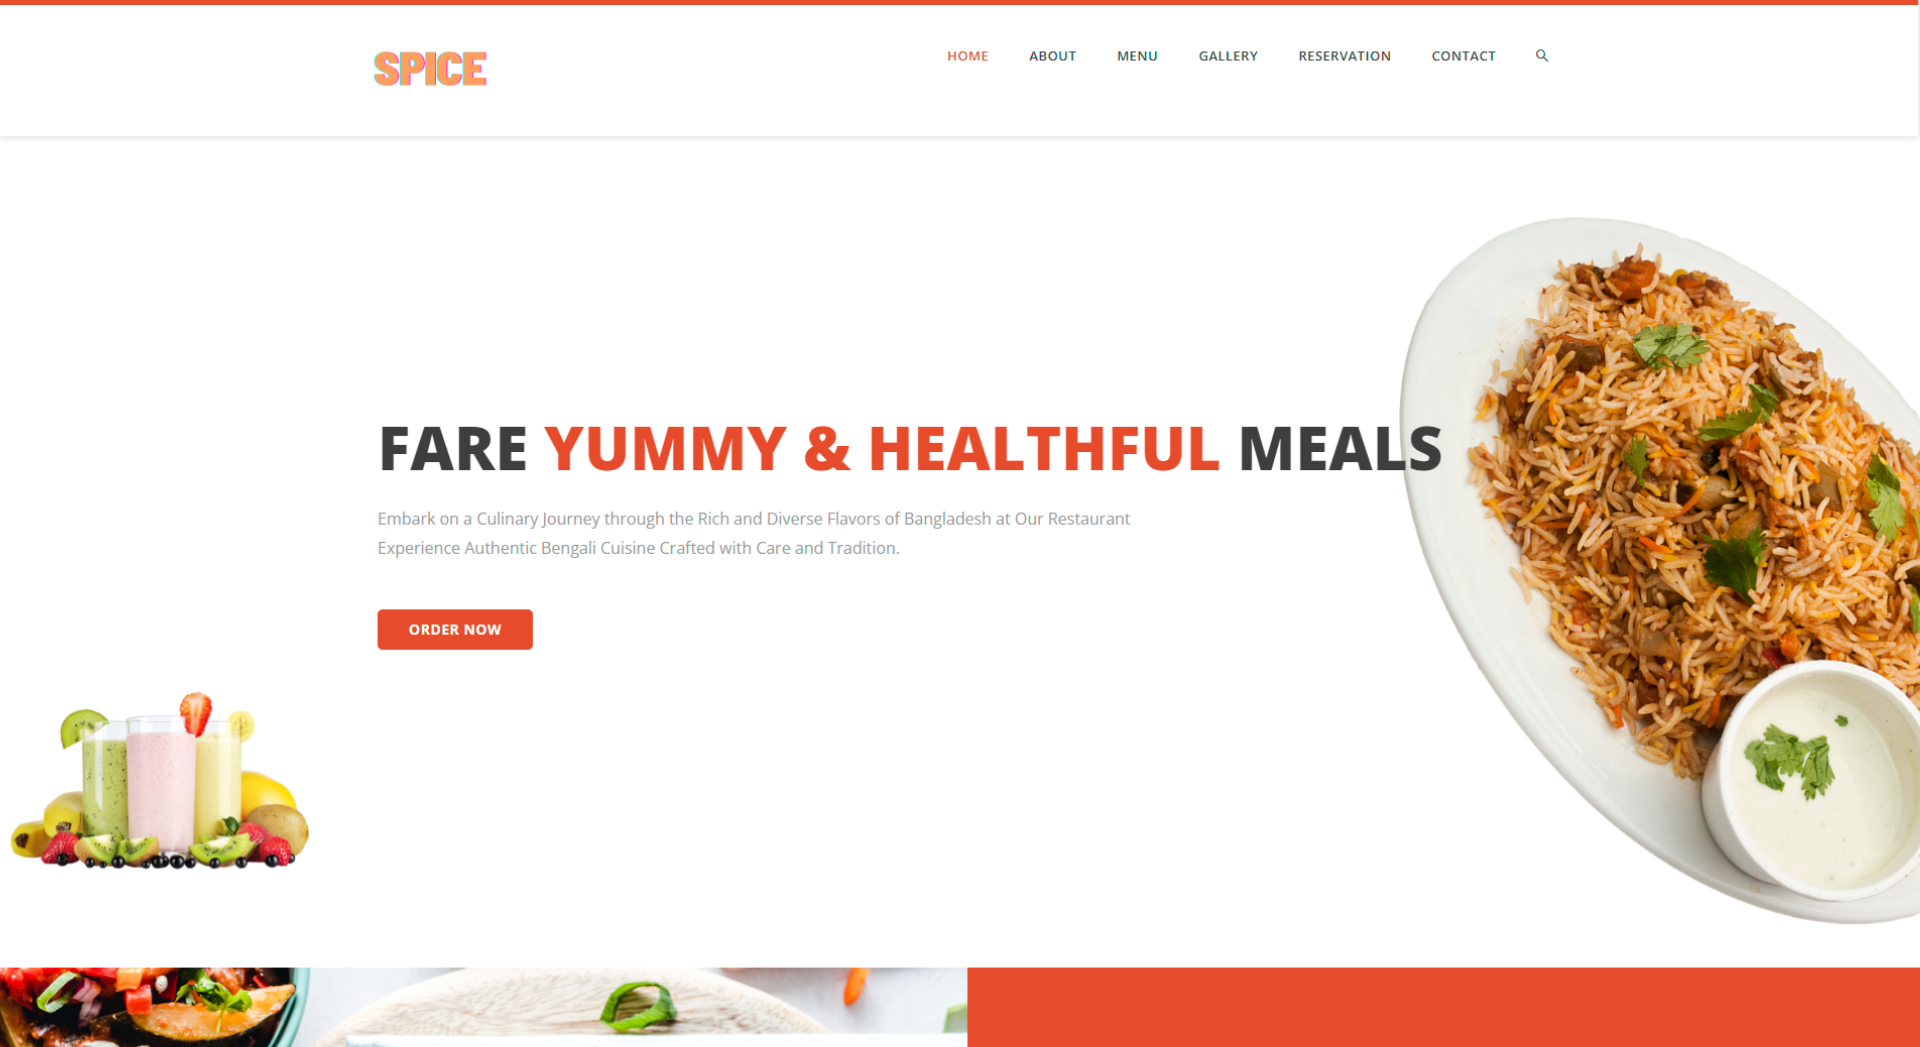 SPICE
HOME ABOUT MENU GALLERY RESERVATION CONTACT
FARE YUMMY & HEALTHFUL MEALS
Embark on a Culinary Journey through the Rich and Diverse Flavors of Bangladesh at Our Restaurant
Experience Authentic Bengali Cuisine Crafted with Care and Tradition.
ORDER NOW